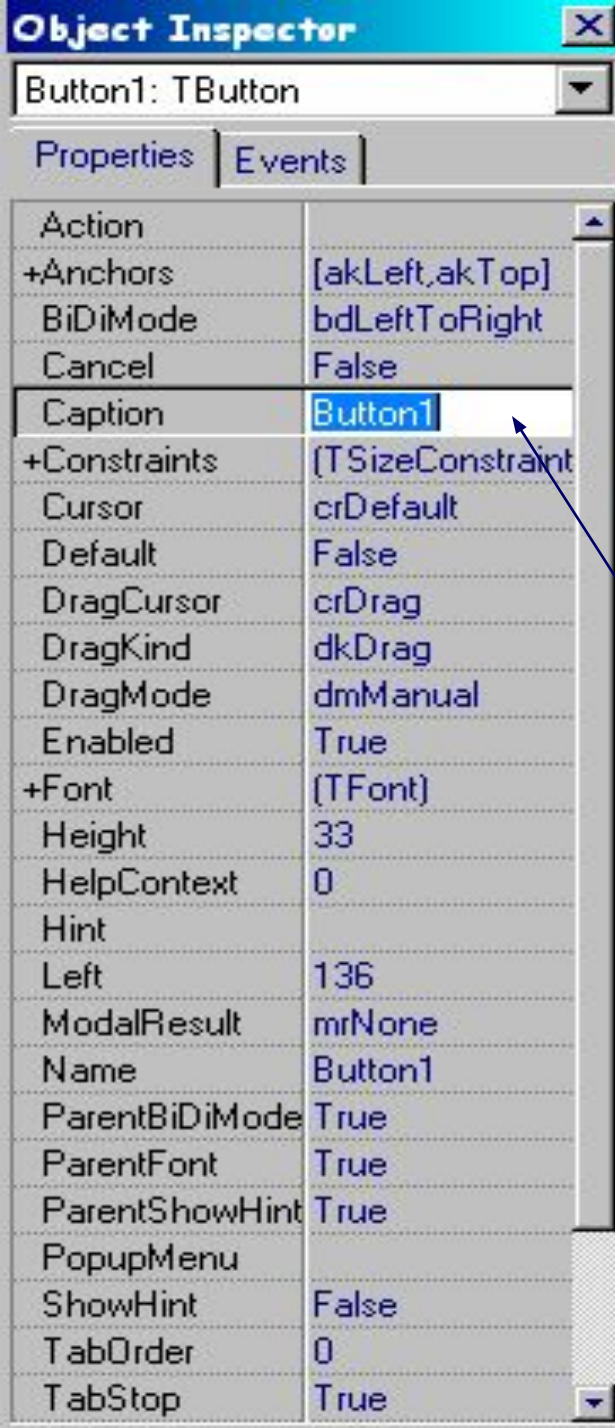 Object Inspector
Button1: TButton
Properties Events
Action
+Anchors [akLeft,akTop]
BiDiMode bdLeftToRight
Cancel False
Caption Button1
+Constraints (TSizeConstraint
Cursor crDefault
Default False
DragCursor crDrag
DragKind dkDrag
DragMode dmManual
Enabled True
+Font (TFont)
Height 33
HelpContext 0
Hint
Left 136
ModalResult mrNone
Name Button1
ParentBiDiMode True
ParentFont True
ParentShowHint True
PopupMenu
ShowHint False
TabOrder 0
TabStop True